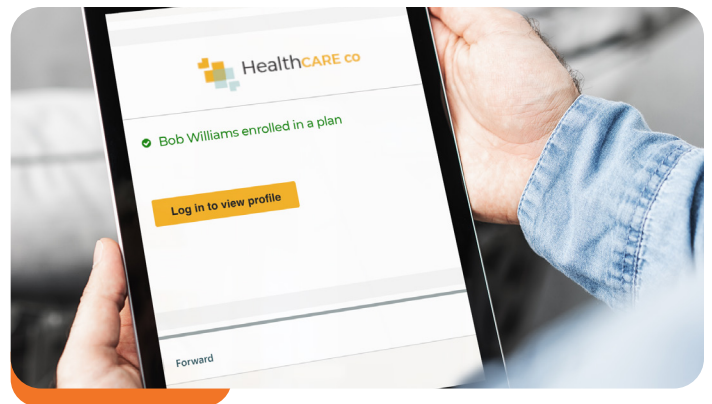 HealthCARE co
Bob Williams enrolled in a plan
Log in to view profile
Forward